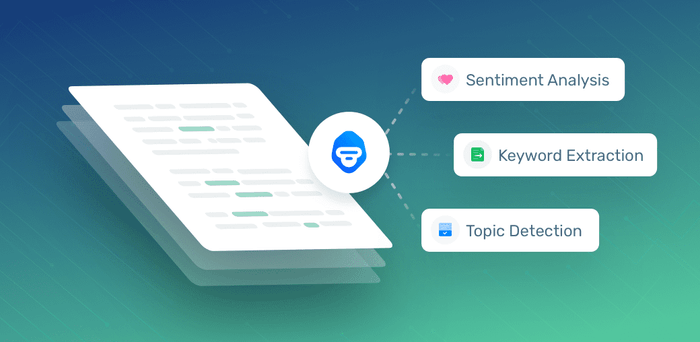 Sentiment Analysis
Keyword Extraction
Topic Detection